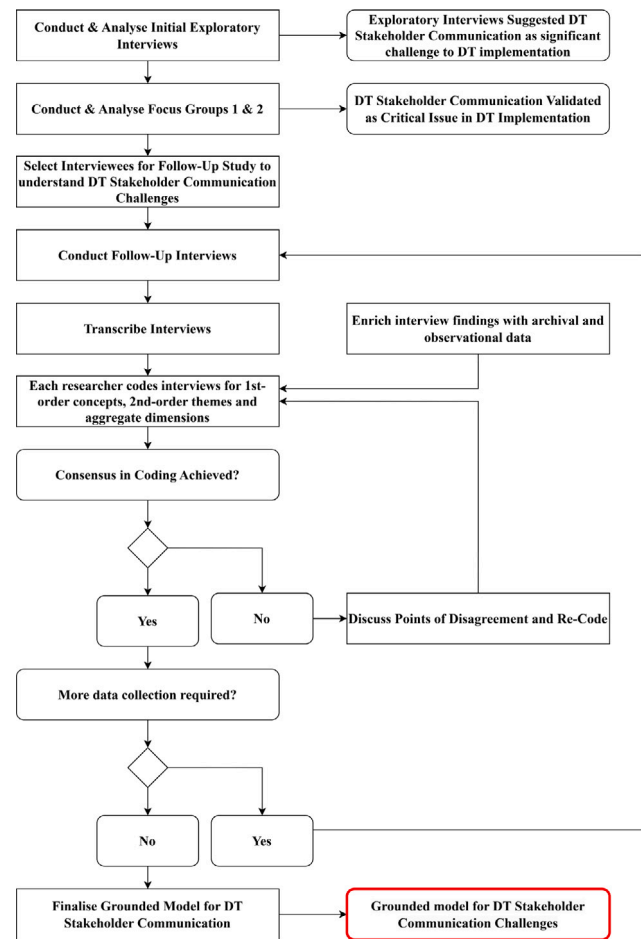 Conduct & Analyse Initial Exploratory
Interviews
Exploratory Interviews Suggested DT
Stakeholder Communication as significant
challenge to DT implementation
Conduct & Analyse Focus Groups 1 & 2
DT Stakeholder Communication Validated
as Critical Issue in DT Implementation
Select Interviewees for Follow-Up Study to
understand DT Stakeholder Communication
Challenges
Conduct Follow-Up Interviews
Transcribe Interviews
Enrich interview findings with archival and
observational data
Each researcher codes interviews for 1st-
order concepts, 2nd-order themes and
aggregate dimensions
Consensus in Coding Achieved?
Yes
No
Discuss Points of Disagreement and Re-Code
More data collection required?
No
Yes
Finalise Grounded Model for DT
Stakeholder Communication
Grounded model for DT Stakeholder
Communication Challenges